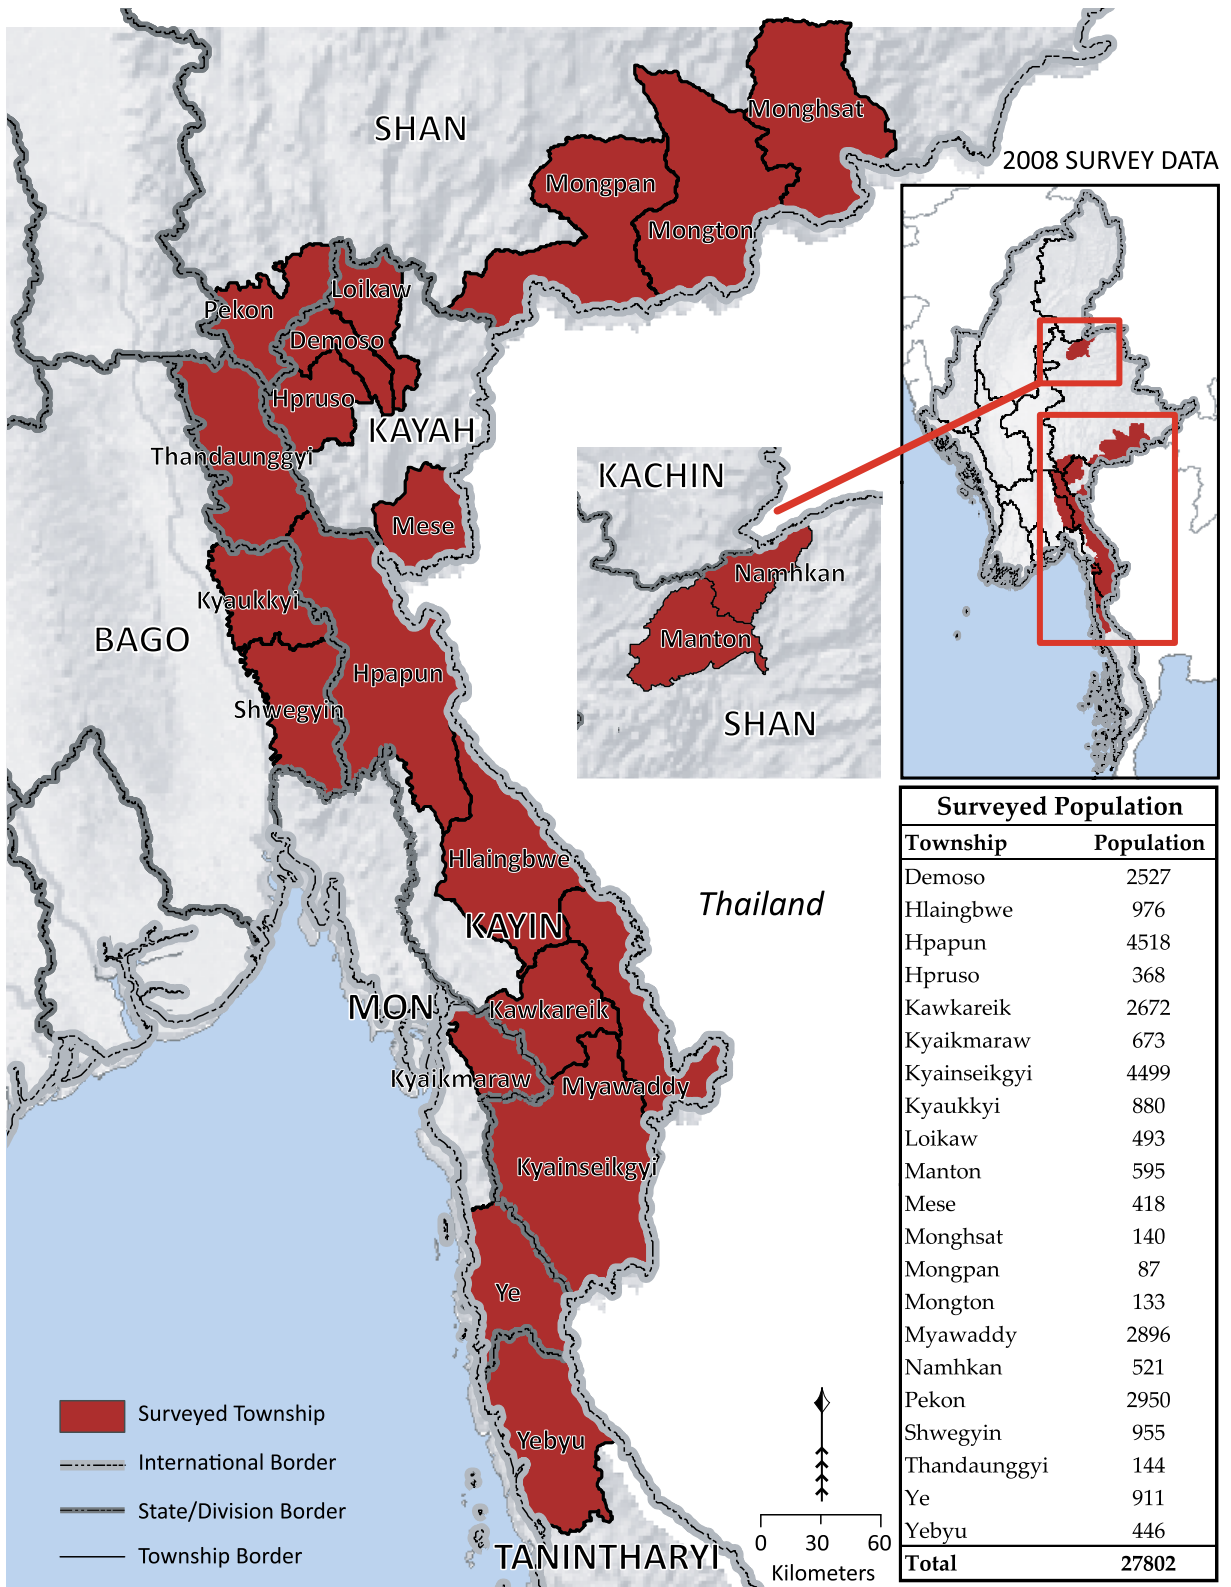 SHAN
Monghsat
2008 SURVEY DATA
Mongpan
Mongton
Loikaw
Pekon
Demoso
Hpruso
KAYAH
Thandaunggyi
KACHIN
Mese
Namhkan
Kyaukkyi
BAGO
Manton
Hpapun
Shwegyin
SHAN
Surveyed Population
Township Population
Demoso 2527
Hlaingbwe 976
Hpapun 4518
Hpruso 368
Kawkareik 2672
Kyaikmaraw 673
Kyainseikgyi 4499
Kyaukkyi 880
Loikaw 493
Manton 595
Mese 418
Monghsat 140
Mongpan 87
Mongton 133
Myawaddy 2896
Namhkan 521
Pekon 2950
Shwegyin 955
Thandaunggyi 144
Ye 911
Yebyu 446
Total 27802
Hlaingbwe
Thailand
KAYIN
MON
Kawkareik
Kyaikmaraw
Myawaddy
Kyainseikgyi
Ye
Yebyu
TANINTHARYI
Surveyed Township
International Border
State/Division Border
Township Border
0 30 60
Kilometers